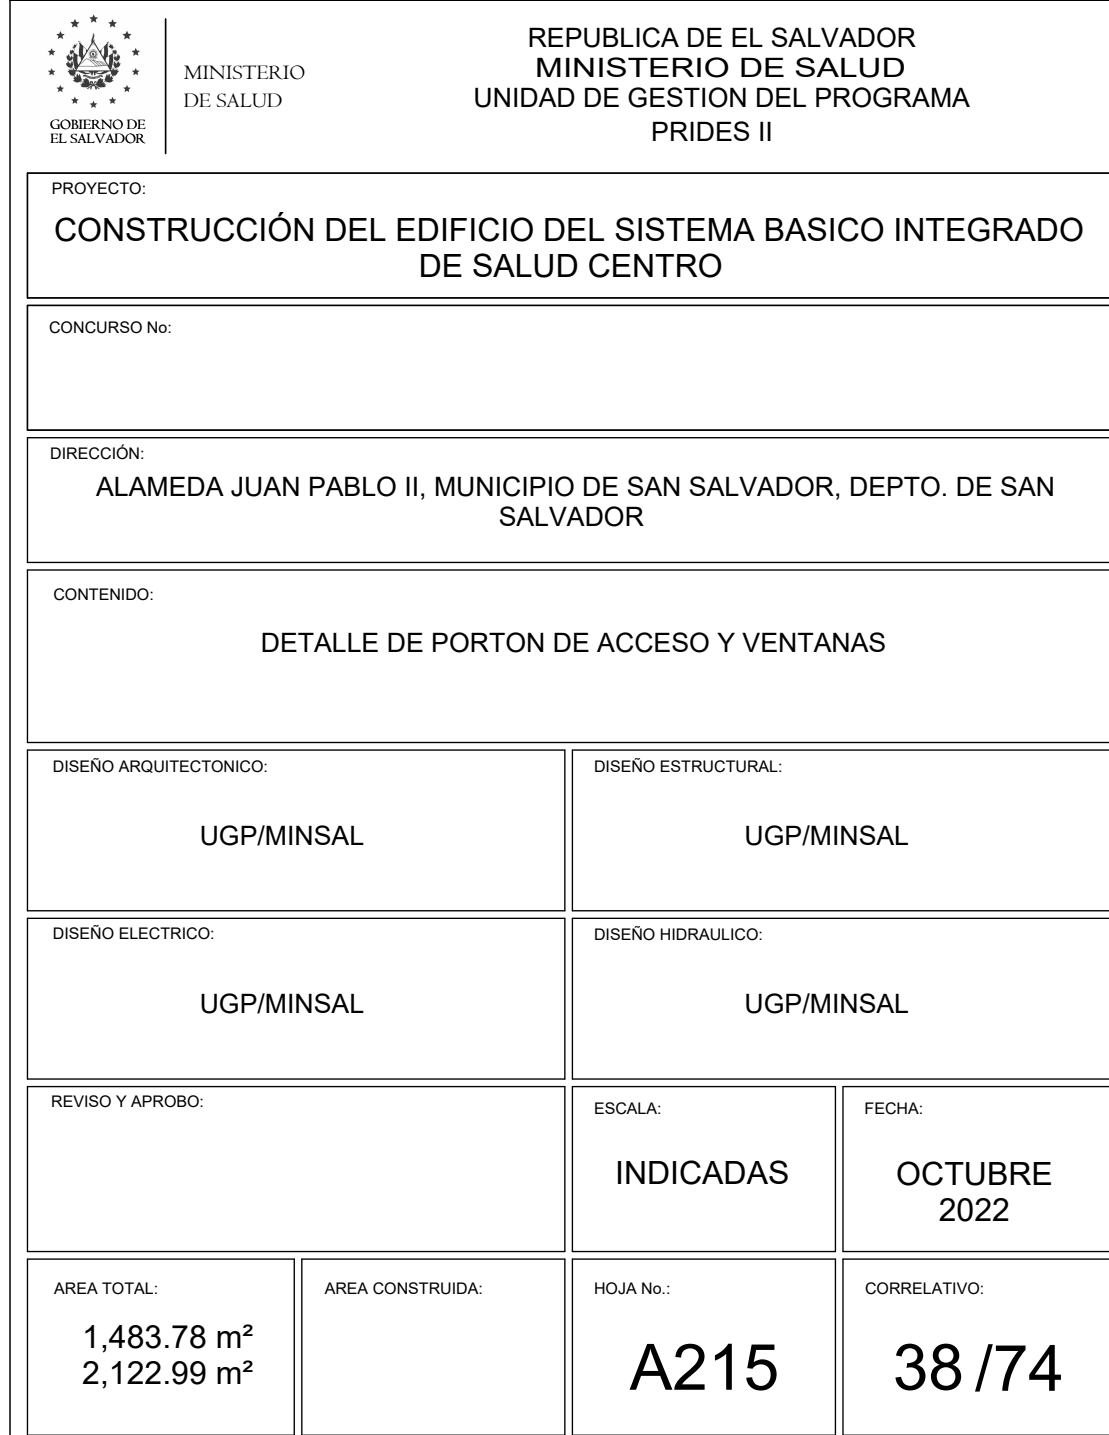 GOBIERNO DE
EL SALVADOR
MINISTERIO
DE SALUD
REPUBLICA DE EL SALVADOR
MINISTERIO DE SALUD
UNIDAD DE GESTION DEL PROGRAMA
PRIDES II
PROYECTO:
CONSTRUCCIÓN DEL EDIFICIO DEL SISTEMA BASICO INTEGRADO
DE SALUD CENTRO
CONCURSO No:
DIRECCIÓN:
ALAMEDA JUAN PABLO II, MUNICIPIO DE SAN SALVADOR, DEPTO. DE SAN
SALVADOR
CONTENIDO:
DETALLE DE PORTON DE ACCESO Y VENTANAS
DISEÑO ARQUITECTONICO:
UGP/MINSAL
DISEÑO ESTRUCTURAL:
UGP/MINSAL
DISEÑO ELECTRICO:
UGP/MINSAL
DISEÑO HIDRAULICO:
UGP/MINSAL
REVISO Y APROBO:
ESCALA:
INDICADAS
FECHA:
OCTUBRE
2022
AREA TOTAL:
1,483.78 m²
2,122.99 m²
AREA CONSTRUIDA:
HOJA No.:
A215
CORRELATIVO:
38 /74